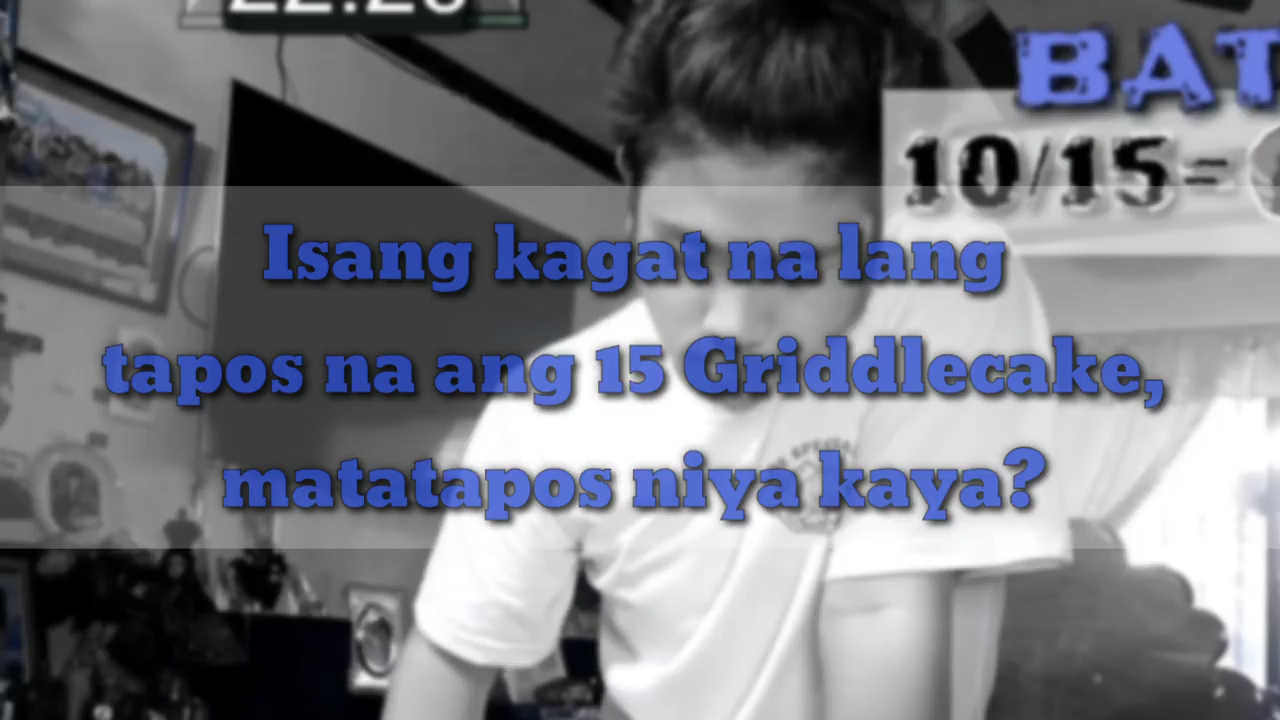 BAT
10/15=
Isang kagat na lang
tapos na ang 15 Griddlecake,
matatapos niya kaya?